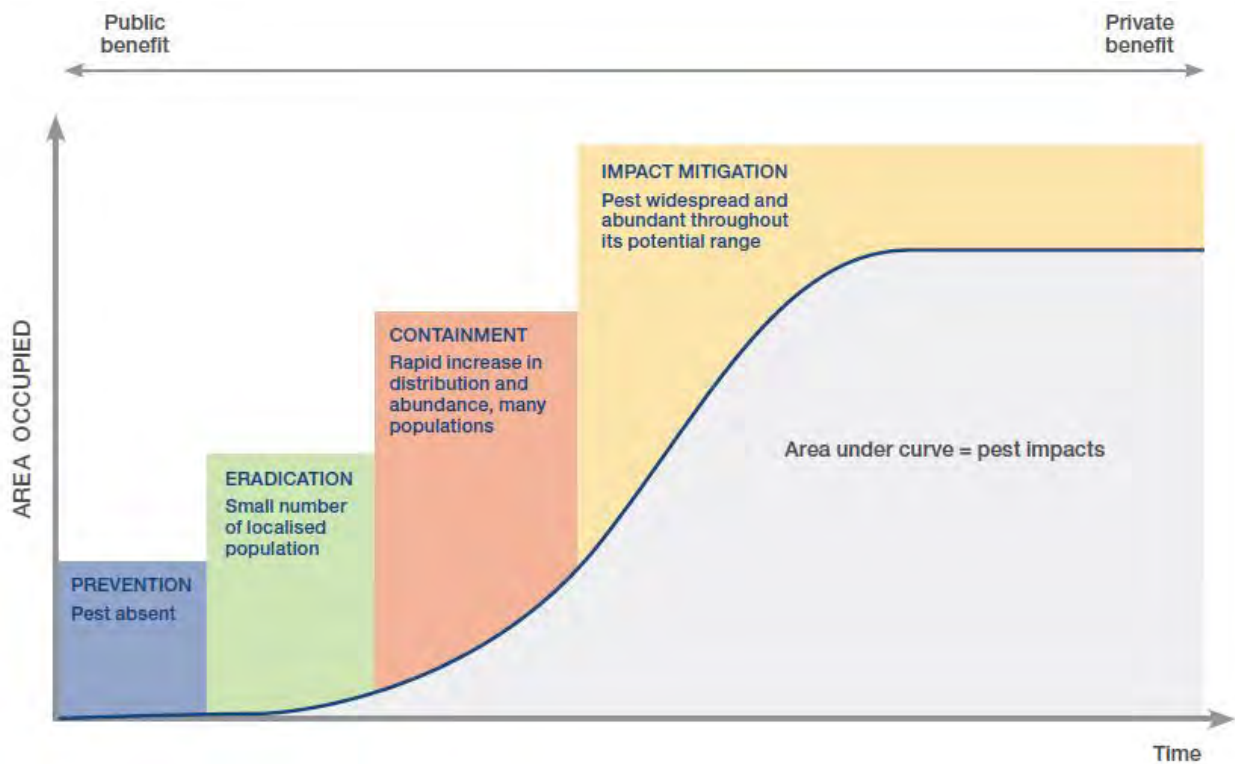 Public
benefit
Private
benefit
IMPACT MITIGATION
Pest widespread and
abundant throughout
its potential range
CONTAINMENT
Rapid increase in
distribution and
abundance, many
populations
ERADICATION
Small number
of localised
population
PREVENTION
Pest absent
Area under curve = pest impacts
AREA OCCUPIED
Time